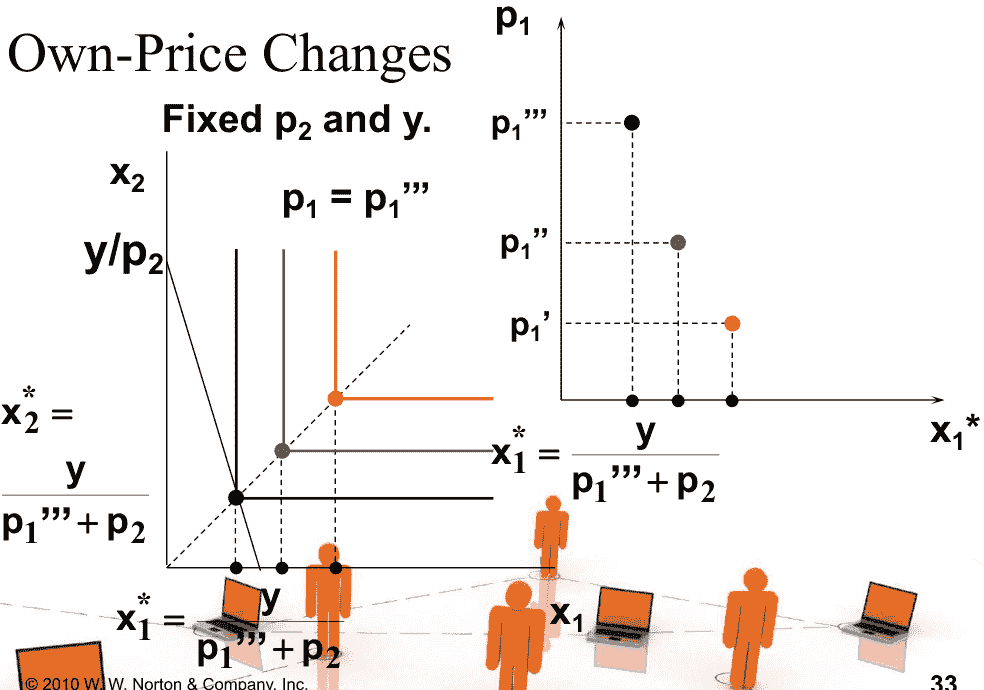 Own-Price Changes
Fixed p₂ and y.
x₂
p₁ = p₁’’’
y/p₂
x₂* =
y
p₁’’’ + p₂
x₁* =
y
p₁’’’ + p₂
x₁
p₁
p₁’’’
p₁’’
p₁’
x₁*
x₁* =
y
p₁’’’ + p₂
© 2010 W. W. Norton & Company, Inc.
33